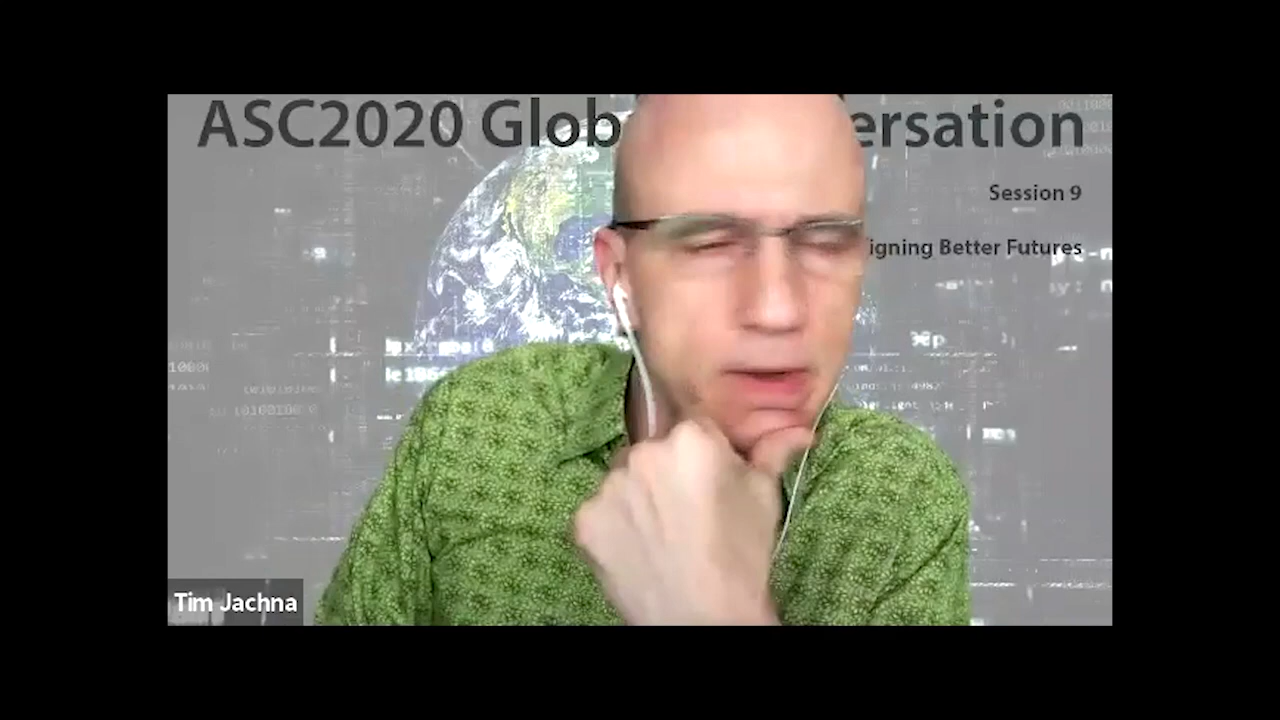 ASC2020 Glob ersation
Session 9
igning Better Futures
Tim Jachna